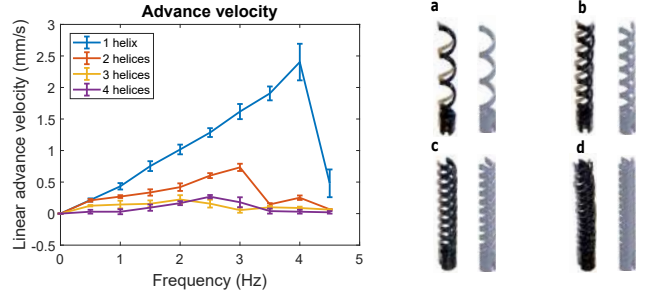 Advance velocity
Linear advance velocity (mm/s)
3
2.5
2
1.5
1
0.5
0
-0.5
1 helix
2 helices
3 helices
4 helices
0
1
2
3
4
5
Frequency (Hz)
a
b
c
d